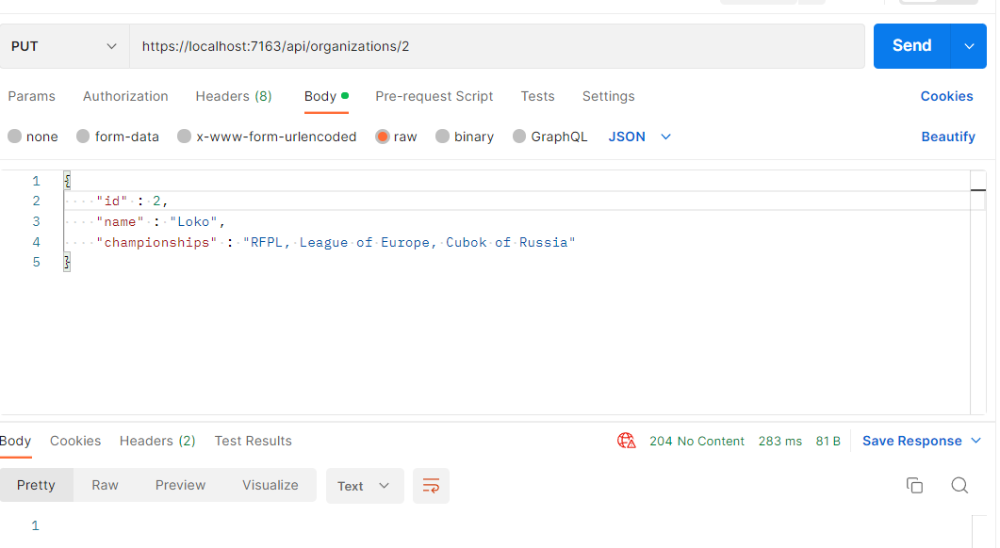 PUT https://localhost:7163/api/organizations/2 Send
Params Authorization Headers (8) Body Pre-request Script Tests Settings Cookies
none form-data x-www-form-urlencoded raw binary GraphQL JSON Beautify
1 {
2 "id" : 2,
3 "name" : "Loko",
4 "championships" : "RFPL, League of Europe, Cubok of Russia"
5 }
Body Cookies Headers (2) Test Results 204 No Content 283 ms 81 B Save Response
Pretty Raw Preview Visualize Text
1